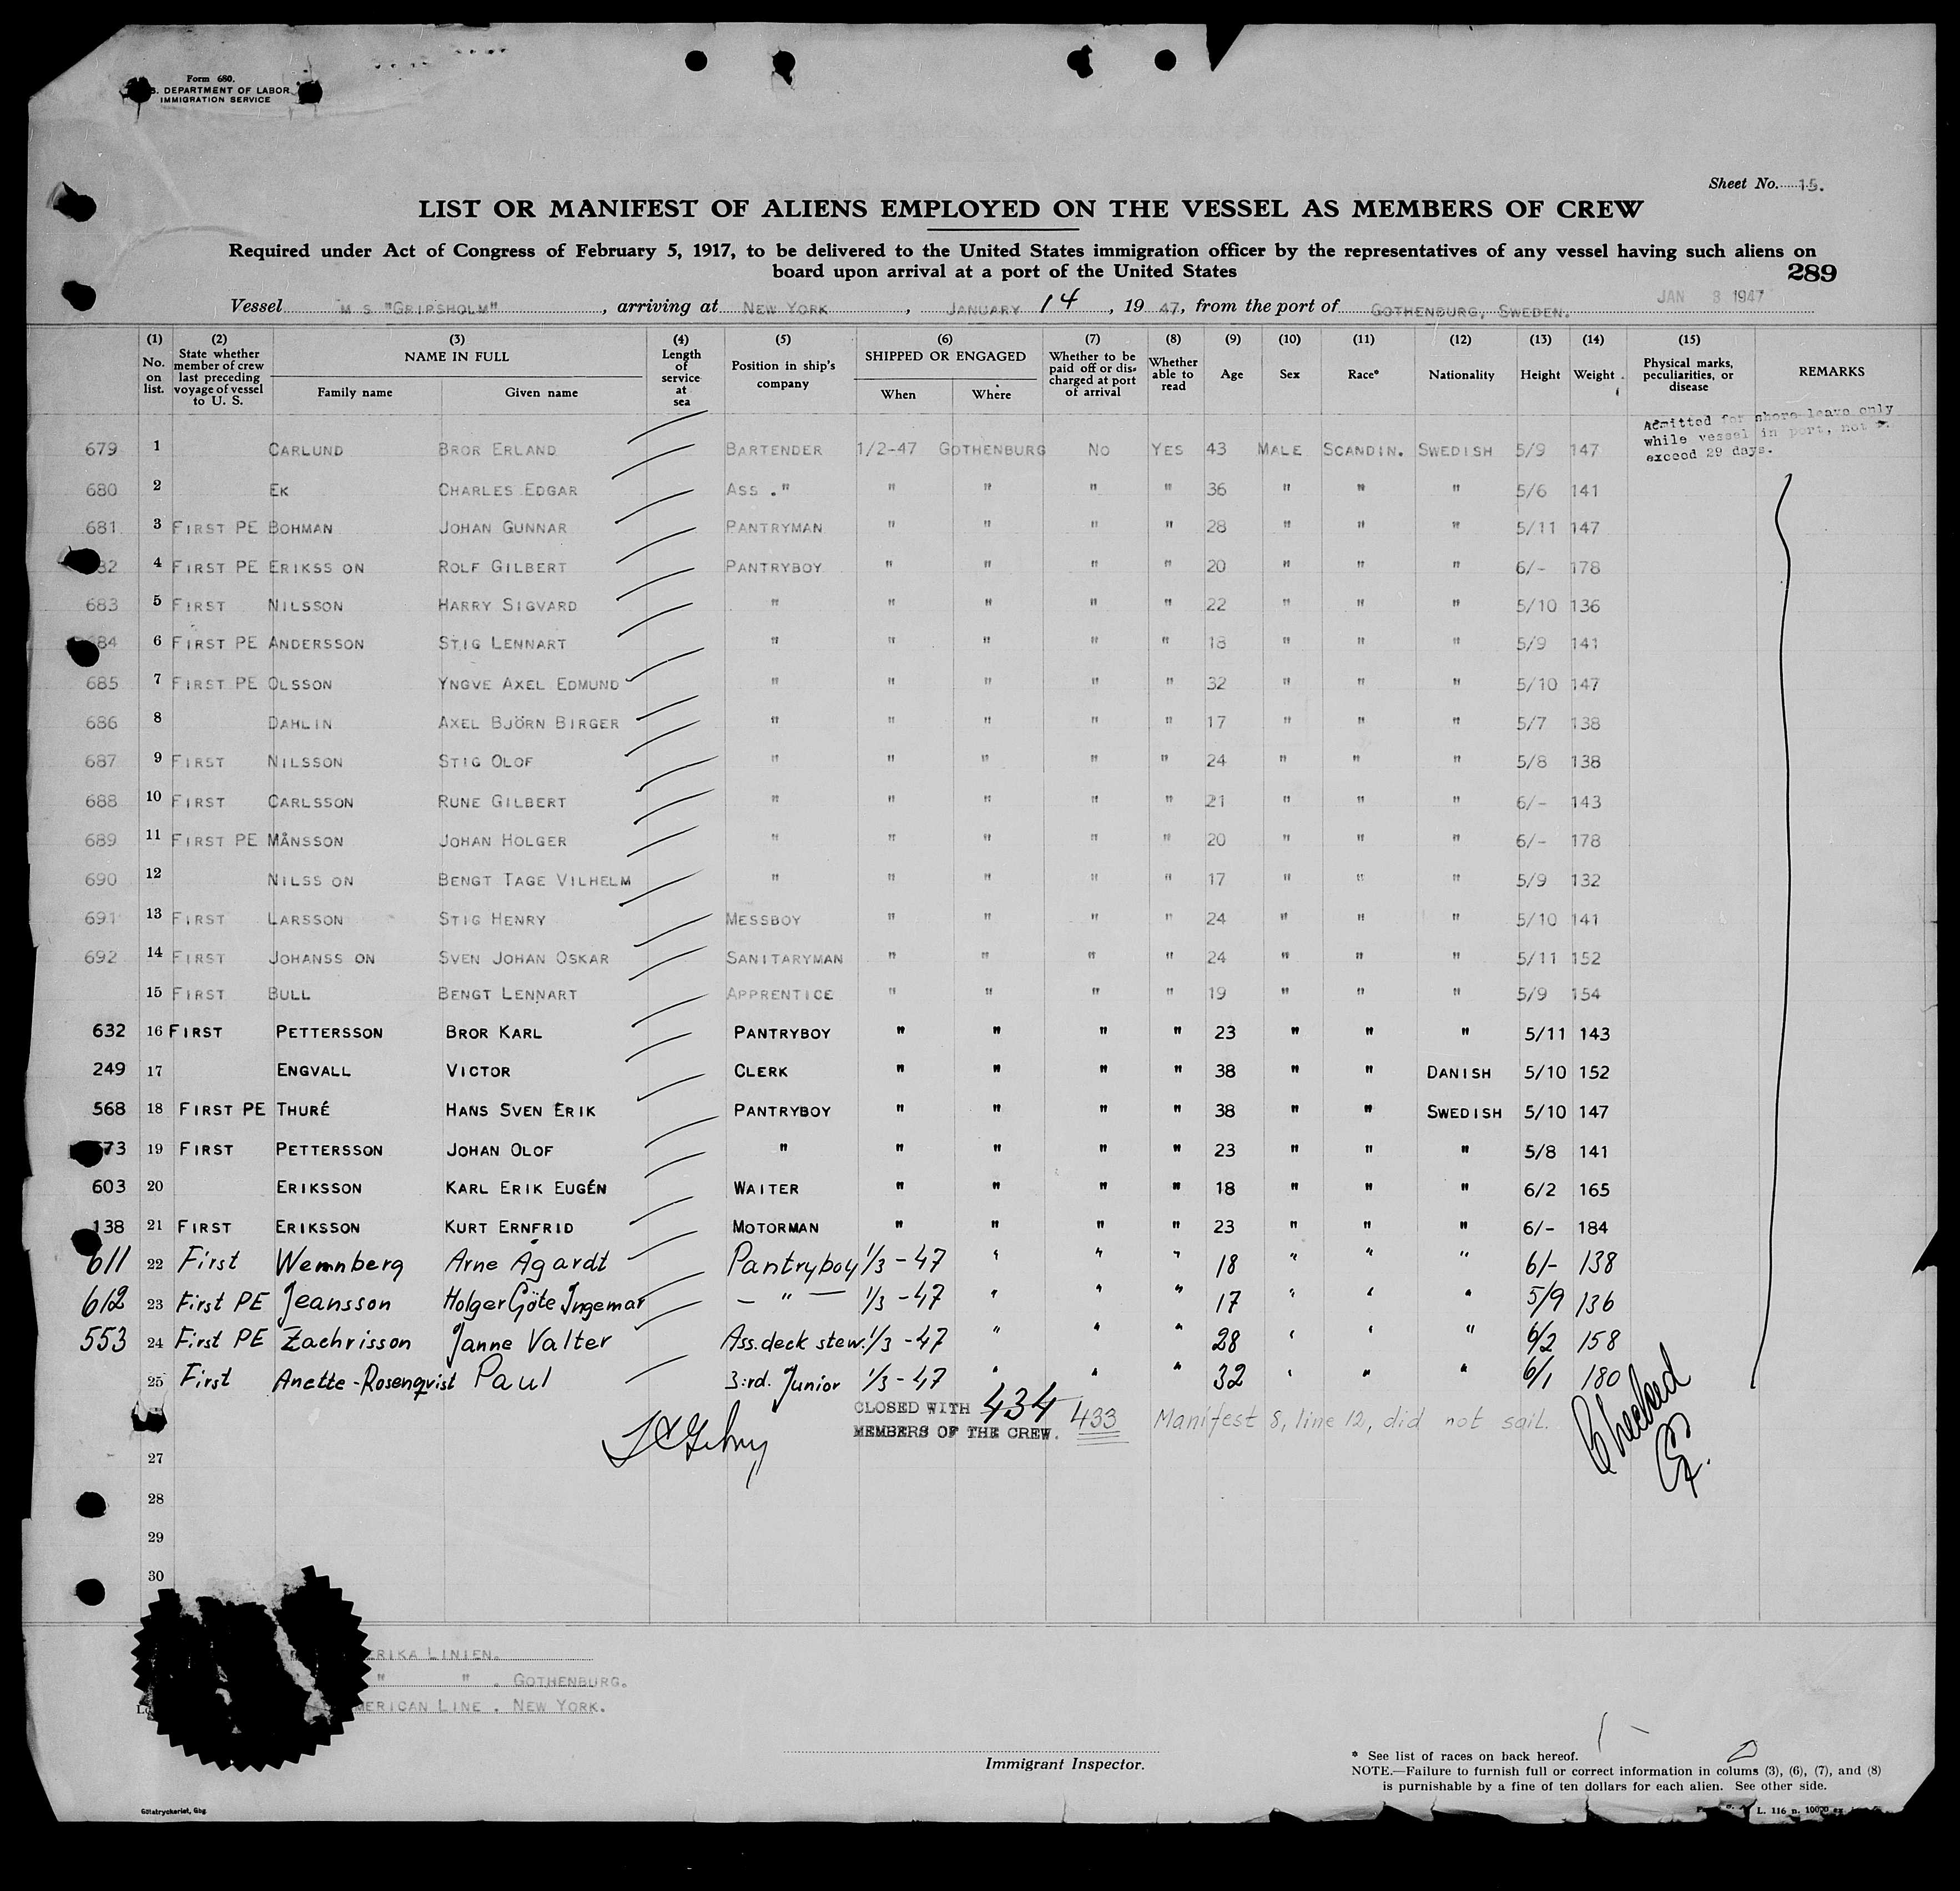 Form 680.
S. DEPARTMENT OF LABOR
IMMIGRATION SERVICE
Sheet No. 15.
LIST OR MANIFEST OF ALIENS EMPLOYED ON THE VESSEL AS MEMBERS OF CREW
Required under Act of Congress of February 5, 1917, to be delivered to the United States immigration officer by the representatives of any vessel having such aliens on
board upon arrival at a port of the United States
289
JAN 3 1947
Vessel M S "GRIPSHOLM", arriving at NEW YORK, JANUARY 14, 1947, from the port of GOTHENBURG, SWEDEN.
(1) No. on list. (2) State whether member of crew last preceding voyage of vessel to U. S. (3) NAME IN FULL Family name Given name (4) Length of service at sea (5) Position in ship's company (6) SHIPPED OR ENGAGED When Where (7) Whether to be paid off or discharged at port of arrival (8) Whether able to read (9) Age (10) Sex (11) Race* (12) Nationality (13) Height (14) Weight (15) Physical marks, peculiarities, or disease REMARKS
Admitted for shore leave only
while vessel in port, not
exceed 29 days.
679 1 CARLUND BROR ERLAND BARTENDER 1/2-47 GOTHENBURG NO YES 43 MALE SCANDIN. SWEDISH 5/9 147
680 2 EK CHARLES EDGAR ASS ." " " " " 36 " " " 5/6 141
681 3 FIRST PE BOHMAN JOHAN GUNNAR PANTRYMAN " " " " 28 " " " 5/11 147
82 4 FIRST PE ERIKSS ON ROLF GILBERT PANTRYBOY " " " " 20 " " " 6/- 178
683 5 FIRST NILSSON HARRY SIGVARD " " " " " 22 " " " 5/10 136
684 6 FIRST PE ANDERSSON STIG LENNART " " " " " 18 " " " 5/9 141
685 7 FIRST PE OLSSON YNGVE AXEL EDMUND " " " " " 32 " " " 5/10 147
686 8 DAHLIN AXEL BJÖRN BIRGER " " " " " 17 " " " 5/7 138
687 9 FIRST NILSSON STIG OLOF " " " " " 24 " " " 5/8 138
688 10 FIRST CARLSSON RUNE GILBERT " " " " " 21 " " " 6/- 143
689 11 FIRST PE MÅNSSON JOHAN HOLGER " " " " " 20 " " " 6/- 178
690 12 NILSS ON BENGT TAGE VILHELM " " " " " 17 " " " 5/9 132
691 13 FIRST LARSSON STIG HENRY MESSBOY " " " " 24 " " " 5/10 141
692 14 FIRST JOHANSS ON SVEN JOHAN OSKAR SANITARYMAN " " " " 24 " " " 5/11 152
15 FIRST BULL BENGT LENNART APPRENTICE " " " " 19 " " " 5/9 154
632 16 FIRST PETTERSSON BROR KARL PANTRYBOY " " " " 23 " " " 5/11 143
249 17 ENGVALL VICTOR CLERK " " " " 38 " " DANISH 5/10 152
568 18 FIRST PE THURÉ HANS SVEN ERIK PANTRYBOY " " " " 38 " " SWEDISH 5/10 147
573 19 FIRST PETTERSSON JOHAN OLOF " " " " " 23 " " " 5/8 141
603 20 ERIKSSON KARL ERIK EUGÉN WAITER " " " " 18 " " " 6/2 165
138 21 FIRST ERIKSSON KURT ERNFRID MOTORMAN " " " " 23 " " " 6/- 184
611 22 First Wennberg Arne Agardt Pantryboy 1/3-47 " " " 18 " " " 6/- 138
612 23 First PE Jeansson Holger Göte Ingemar — " — 1/3-47 " " " 17 " " " 5/9 136
553 24 First PE Zachrisson Janne Valter Ass. deck stew. 1/3-47 " " " 28 " " " 6/2 158
25 First Anette-Rosenqvist Paul 3:rd. Junior 1/3-47 " " " 32 " " " 6/1 180
CLOSED WITH 434 433 Manifest 8, line 12, did not sail.
MEMBERS OF THE CREW.
Checked
27
28
29
30
ERIKA LINIEN.
" " . GOTHENBURG.
MERICAN LINE . NEW YORK.
Immigrant Inspector.
* See list of races on back hereof.
NOTE.—Failure to furnish full or correct information in colums (3), (6), (7), and (8)
is purnishable by a fine of ten dollars for each alien. See other side.
Götatryckeriet, Gbg.
L. 116 n. 10000 ex